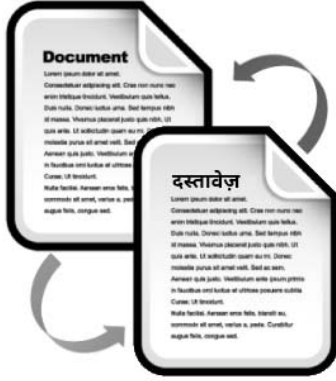 Document
Lorem ipsum dolor sit amet.
Consectetuer adipiscing elit. Cras non nunc nec
enim tristique tincidunt. Vestibulum quis tellus.
Duis nulla. Donec luctus urna. Sed tempus nibh
id massa. Vivamus placerat justo quis nibh. Ut
quis ante. Ut sollicitudin quam eu mi.
molestie purus sit amet velit. Sed
Aenean quis justo. Vestibulum
in faucibus orci luctus et ultrices
Curae; Ut tincidunt.
Nulla facilisi. Aenean eros felis,
commodo sit amet, varius a,
augue felis, congue sed.
दस्तावेज़
Lorem ipsum dolor sit amet.
Consectetuer adipiscing elit. Cras non nunc nec
enim tristique tincidunt. Vestibulum quis tellus.
Duis nulla. Donec luctus urna. Sed tempus nibh
id massa. Vivamus placerat justo quis nibh. Ut
quis ante. Ut sollicitudin quam eu mi. Donec
molestie purus sit amet velit. Sed ac sem.
Aenean quis justo. Vestibulum ante ipsum primis
in faucibus orci luctus et ultrices posuere cubilia
Curae; Ut tincidunt.
Nulla facilisi. Aenean eros felis, blandit eu,
commodo sit amet, varius a, pede. Curabitur
augue felis, congue sed.